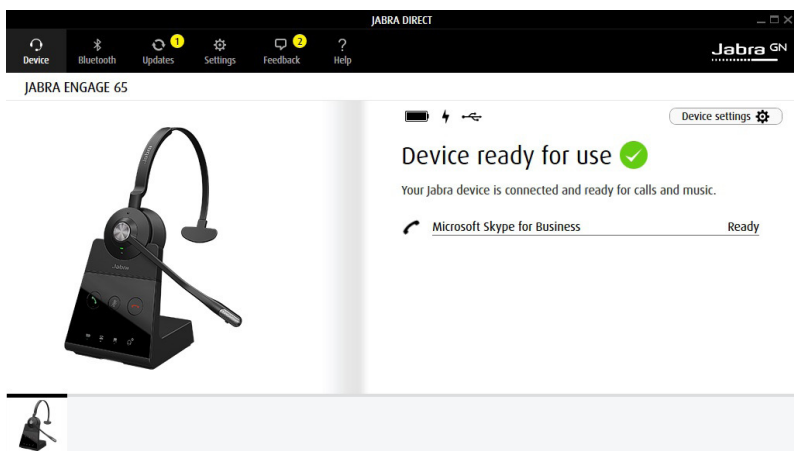 JABRA DIRECT
1
2
?
Device
Bluetooth
Updates
Settings
Feedback
Help
Jabra GN
JABRA ENGAGE 65
Device settings
Device ready for use
Your Jabra device is connected and ready for calls and music.
Microsoft Skype for Business Ready
Jabra